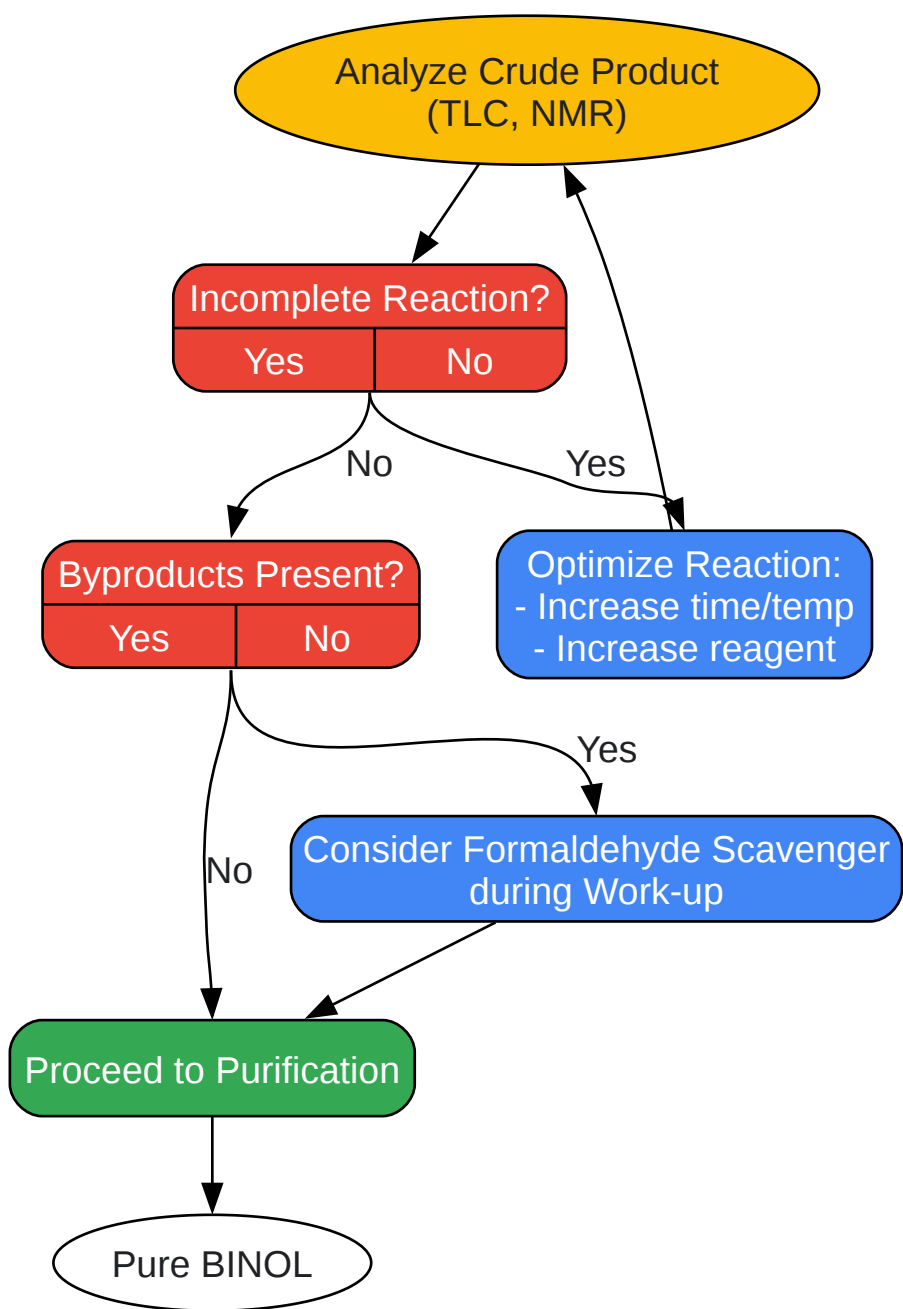 Analyze Crude Product
(TLC, NMR)
Incomplete Reaction?
Yes
No
No
Yes
Byproducts Present?
Yes
No
Optimize Reaction:
- Increase time/temp
- Increase reagent
Yes
Consider Formaldehyde Scavenger
during Work-up
No
Proceed to Purification
Pure BINOL